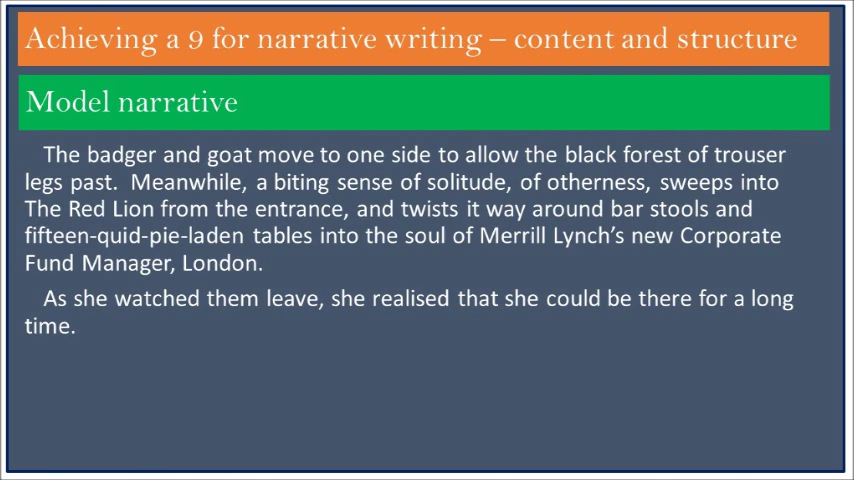 Achieving a 9 for narrative writing – content and structure
Model narrative
The badger and goat move to one side to allow the black forest of trouser
legs past. Meanwhile, a biting sense of solitude, of otherness, sweeps into
The Red Lion from the entrance, and twists it way around bar stools and
fifteen-quid-pie-laden tables into the soul of Merrill Lynch's new Corporate
Fund Manager, London.
As she watched them leave, she realised that she could be there for a long
time.